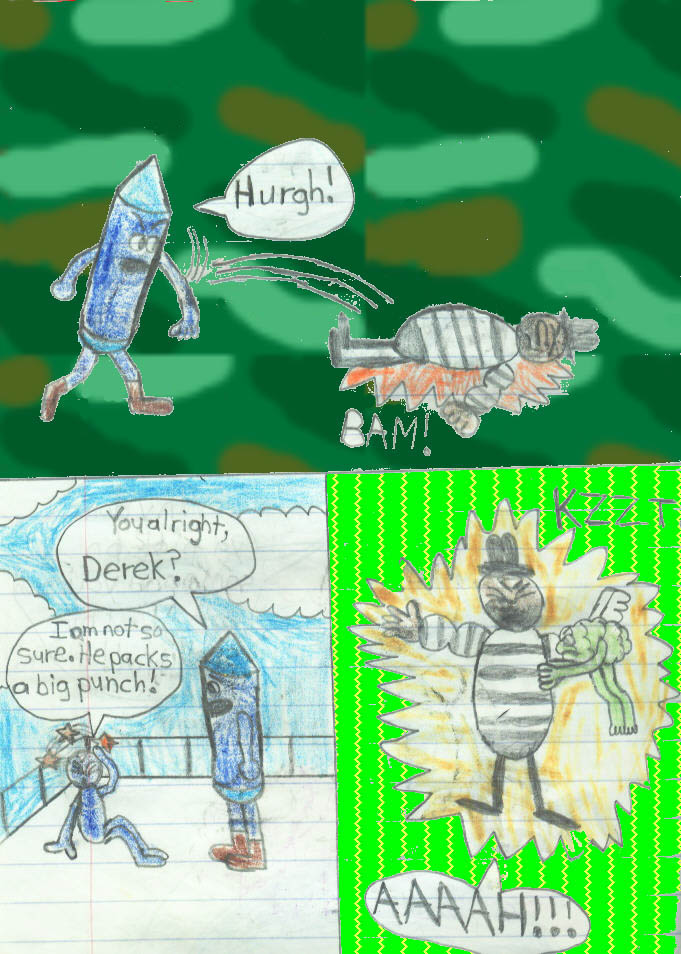 Hurgh!
BAM!
You alright,
Derek?
I am not so
sure. He packs
a big punch!
KZZT
AAAAH!!!